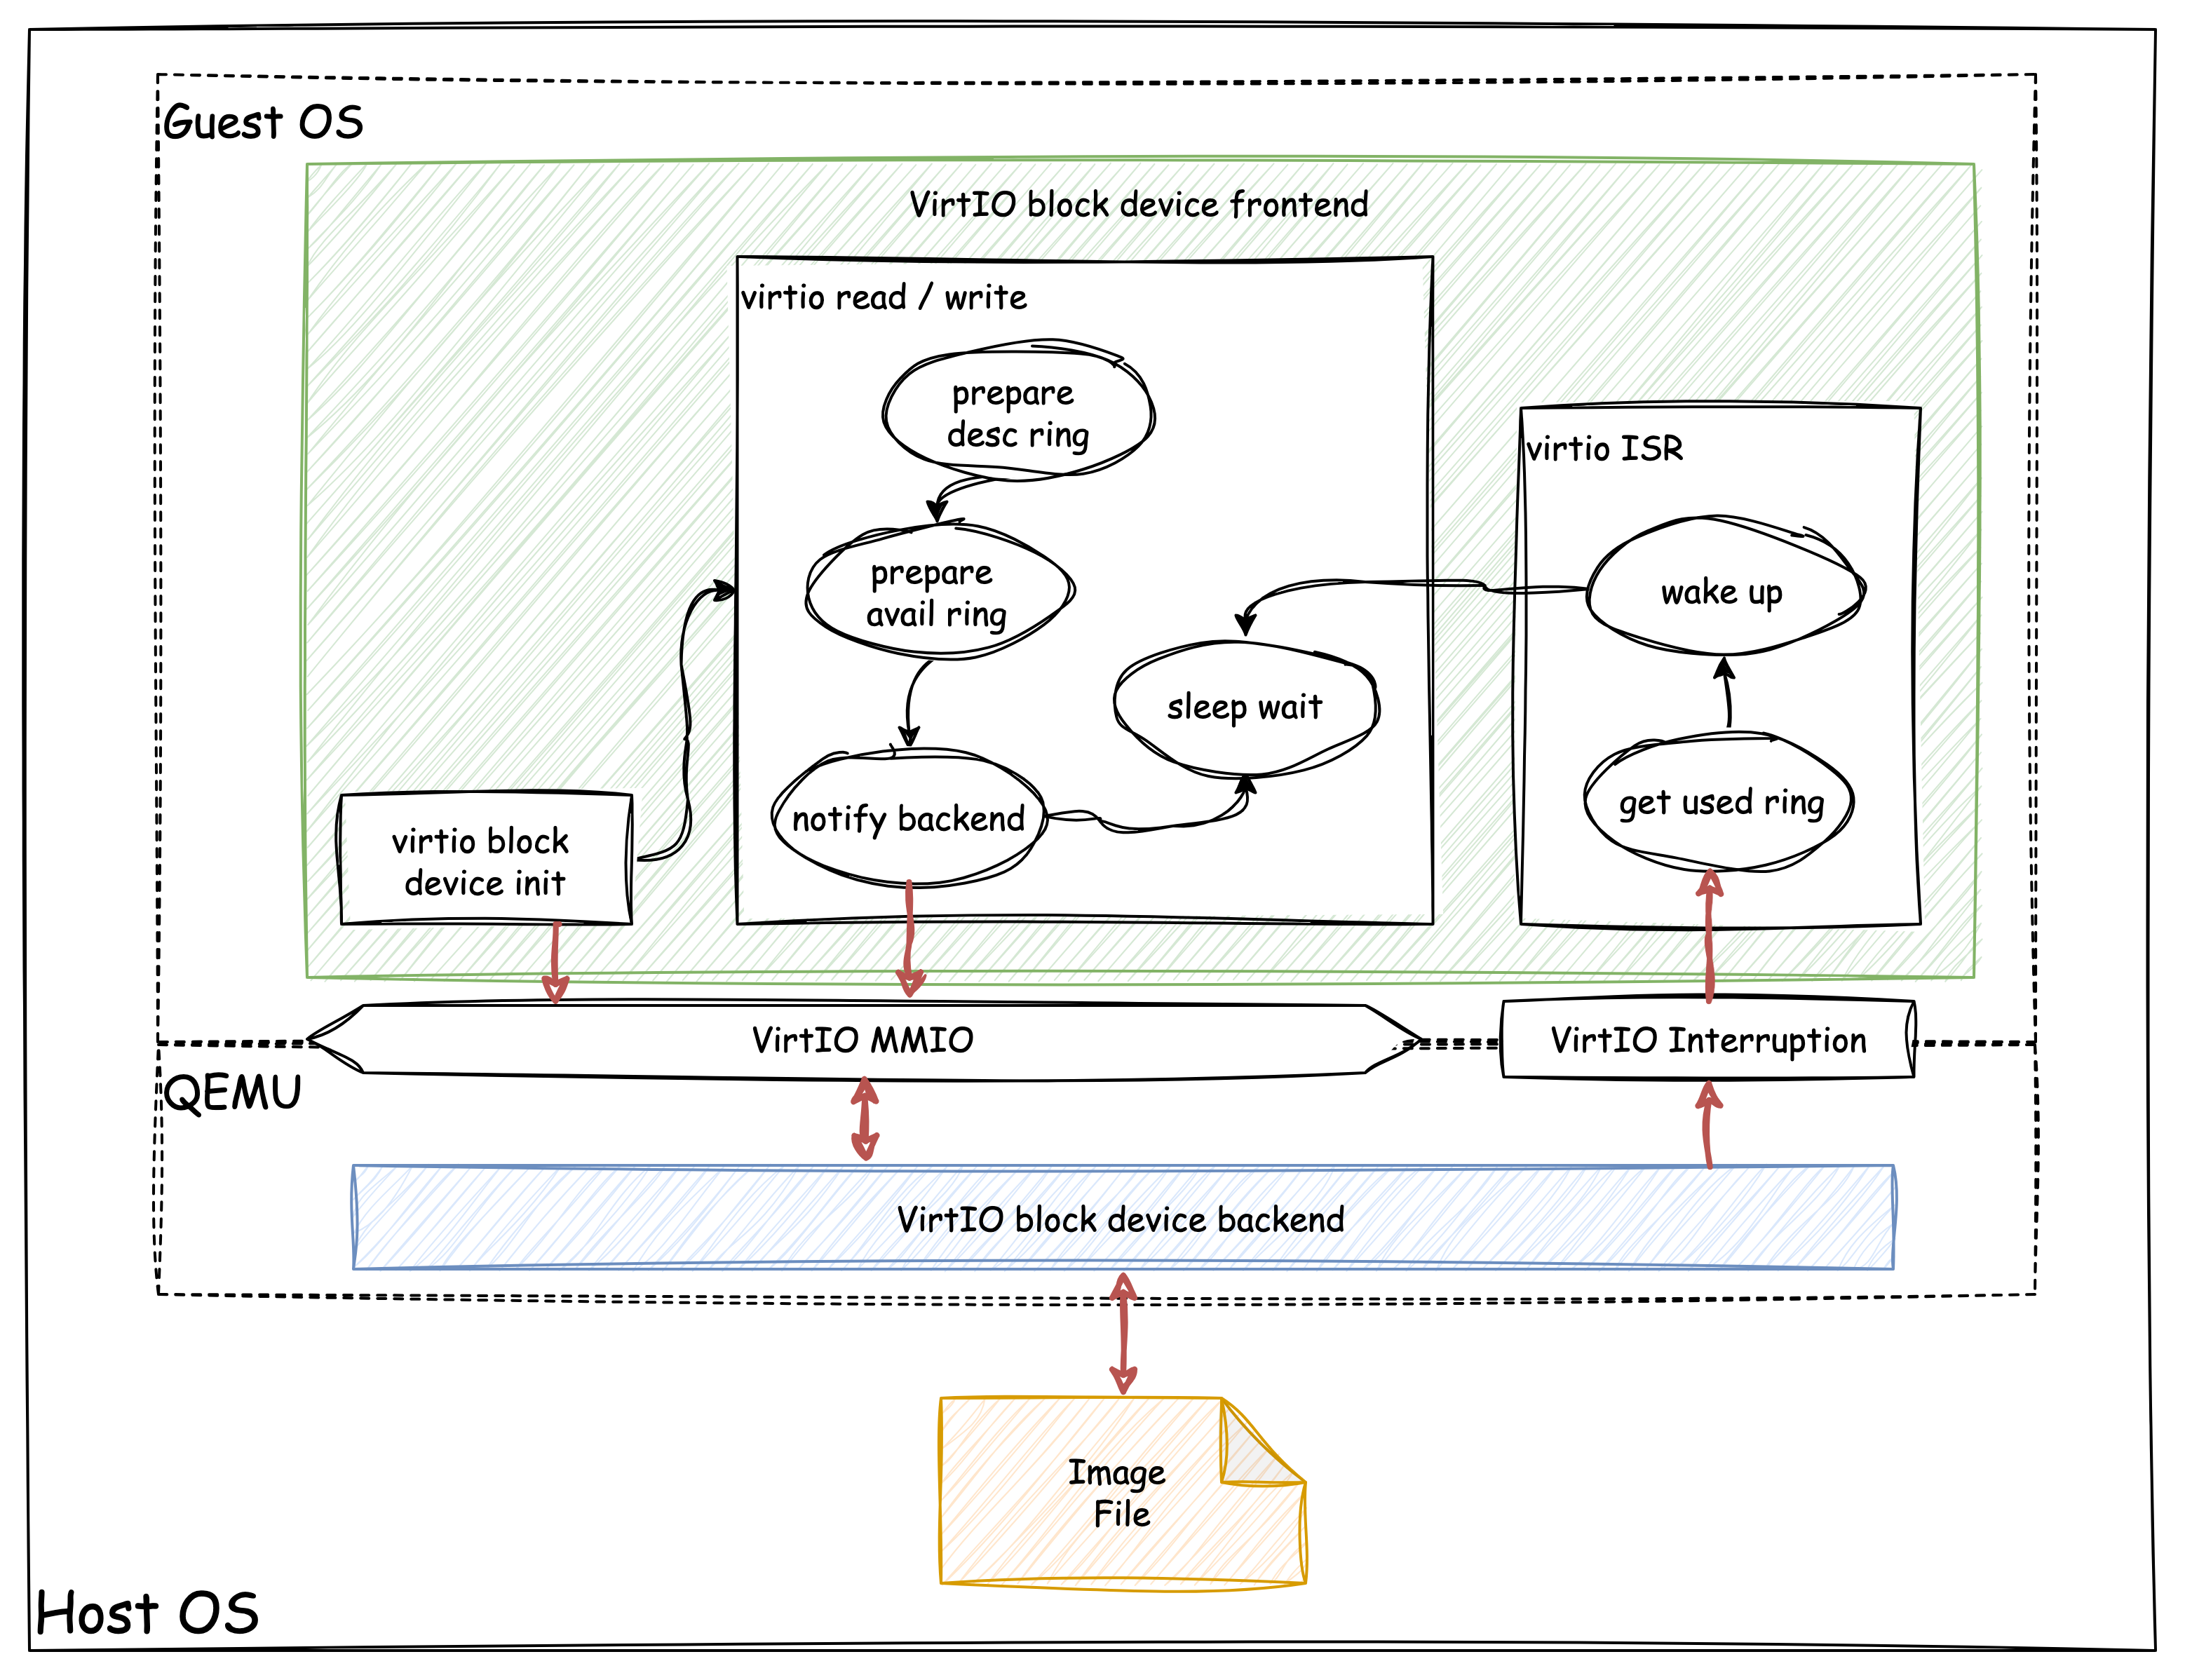 Guest OS
VirtIO block device frontend
virtio read / write
prepare
desc ring
prepare
avail ring
notify backend
sleep wait
virtio ISR
wake up
get used ring
virtio block
device init
VirtIO MMIO
VirtIO Interruption
QEMU
VirtIO block device backend
Image
File
Host OS